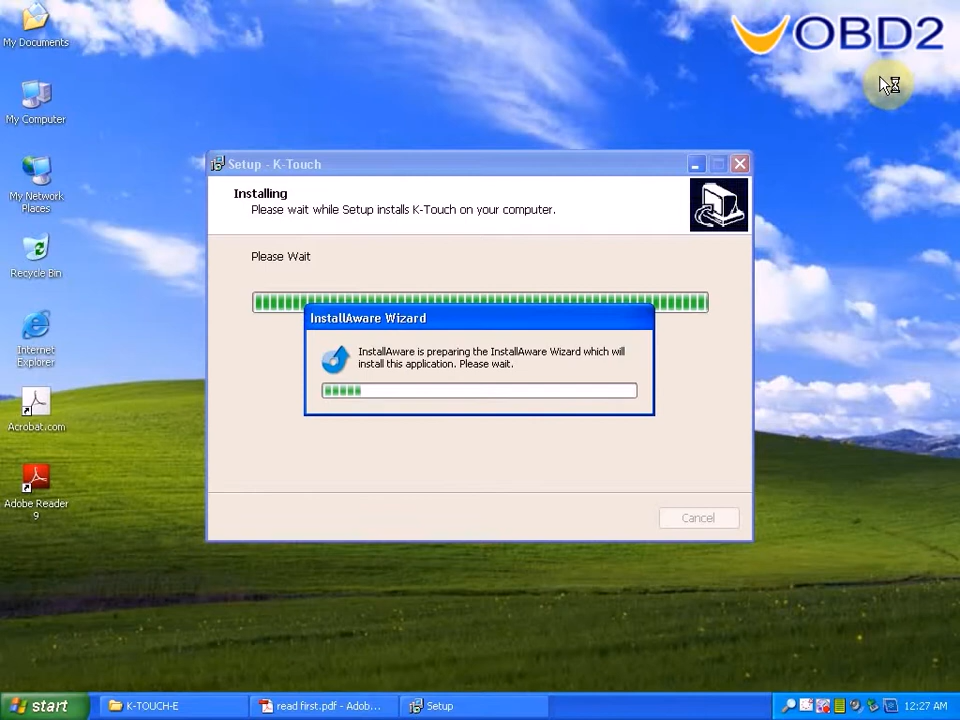 My Documents
OBD2
My Computer
My Network
Places
Recycle Bin
Internet
Explorer
Acrobat.com
Adobe Reader
9
Setup - K-Touch
Installing
Please wait while Setup installs K-Touch on your computer.
Please Wait
InstallAware Wizard
InstallAware is preparing the InstallAware Wizard which will
install this application. Please wait.
Cancel
start
K-TOUCH-E
read first.pdf - Adob...
Setup
12:27 AM